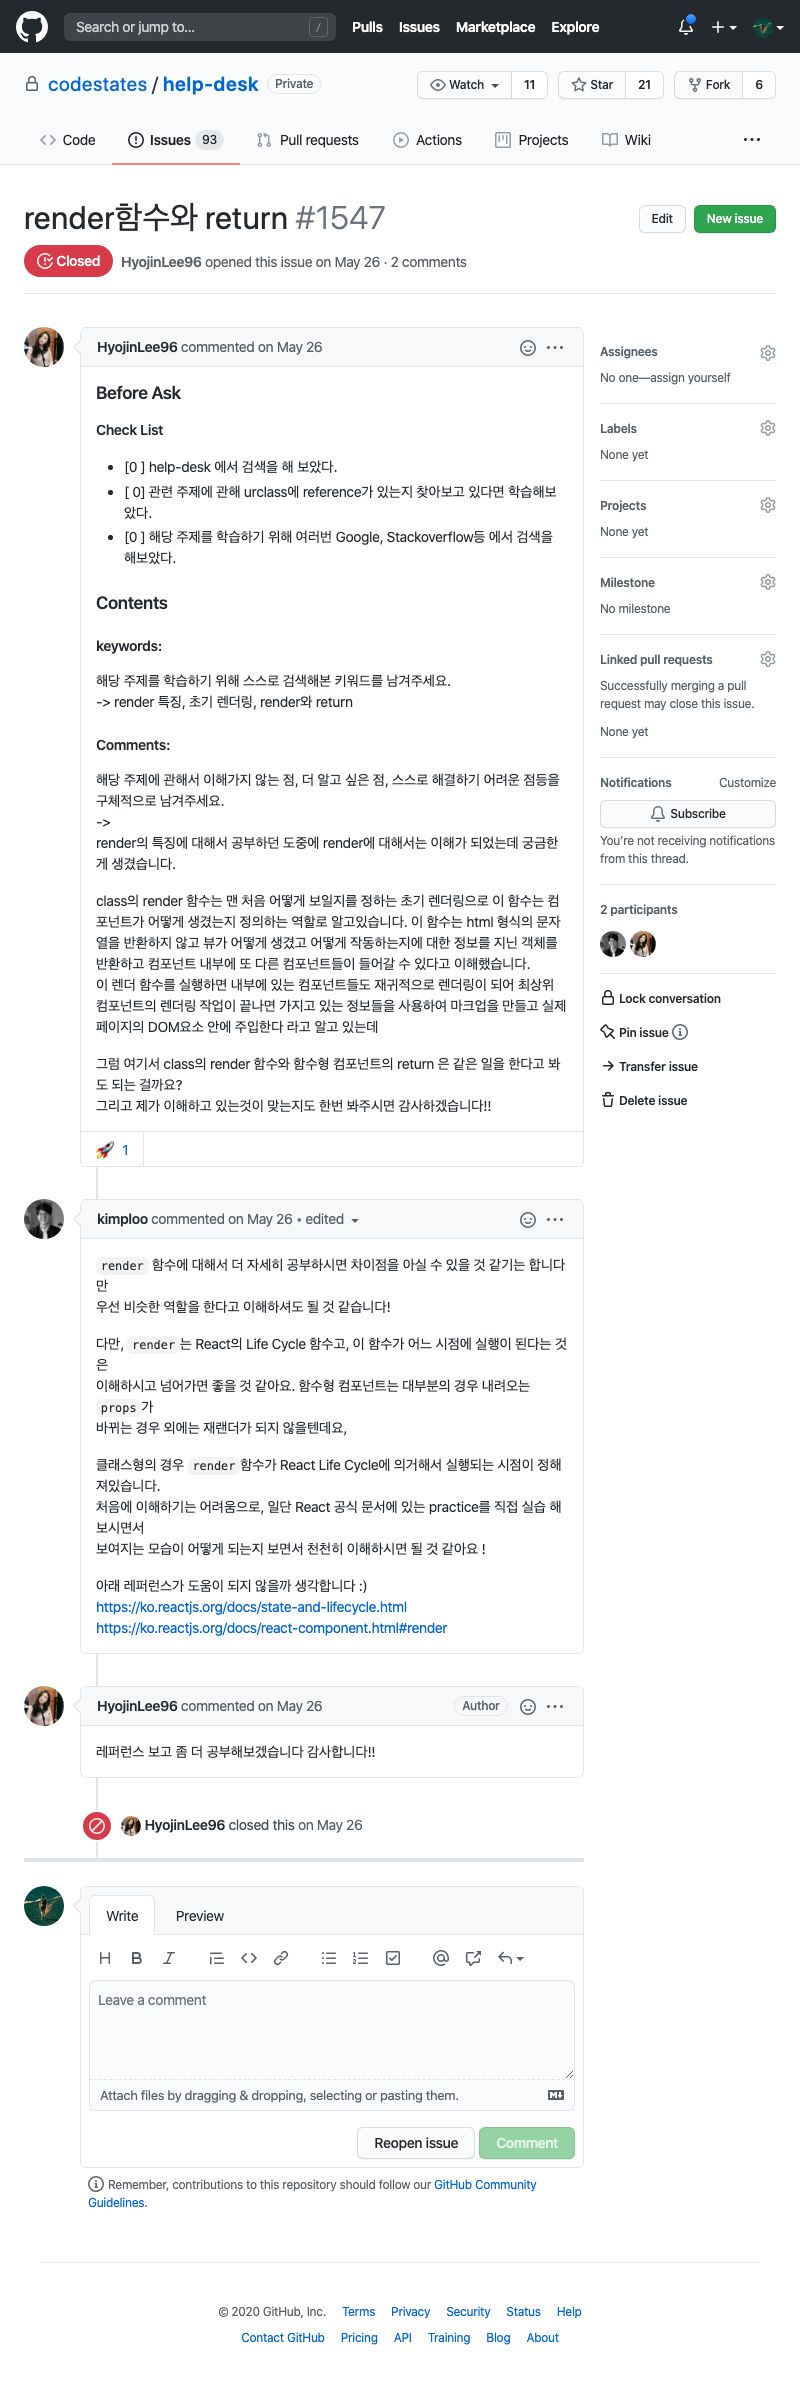 Search or jump to...
/
Pulls
Issues
Marketplace
Explore
codestates / help-desk
Private
Watch
11
Star
21
Fork
6
Code
Issues 93
Pull requests
Actions
Projects
Wiki
render함수와 return #1547
Edit
New issue
Closed
HyojinLee96 opened this issue on May 26 · 2 comments
HyojinLee96 commented on May 26
Before Ask
Check List
[0 ] help-desk 에서 검색을 해 보았다.
[ 0] 관련 주제에 관해 urclass에 reference가 있는지 찾아보고 있다면 학습해보
았다.
[0 ] 해당 주제를 학습하기 위해 여러번 Google, Stackoverflow등 에서 검색을
해보았다.
Contents
keywords:
해당 주제를 학습하기 위해 스스로 검색해본 키워드를 남겨주세요.
-> render 특징, 초기 렌더링, render와 return
Comments:
해당 주제에 관해서 이해가지 않는 점, 더 알고 싶은 점, 스스로 해결하기 어려운 점등을
구체적으로 남겨주세요.
->
render의 특징에 대해서 공부하던 도중에 render에 대해서는 이해가 되었는데 궁금한
게 생겼습니다.
class의 render 함수는 맨 처음 어떻게 보일지를 정하는 초기 렌더링으로 이 함수는 컴
포넌트가 어떻게 생겼는지 정의하는 역할로 알고있습니다. 이 함수는 html 형식의 문자
열을 반환하지 않고 뷰가 어떻게 생겼고 어떻게 작동하는지에 대한 정보를 지닌 객체를
반환하고 컴포넌트 내부에 또 다른 컴포넌트들이 들어갈 수 있다고 이해했습니다.
이 렌더 함수를 실행하면 내부에 있는 컴포넌트들도 재귀적으로 렌더링이 되어 최상위
컴포넌트의 렌더링 작업이 끝나면 가지고 있는 정보들을 사용하여 마크업을 만들고 실제
페이지의 DOM요소 안에 주입한다 라고 알고 있는데
그럼 여기서 class의 render 함수와 함수형 컴포넌트의 return 은 같은 일을 한다고 봐
도 되는 걸까요?
그리고 제가 이해하고 있는것이 맞는지도 한번 봐주시면 감사하겠습니다!!
🚀 1
kimploo commented on May 26 • edited
render 함수에 대해서 더 자세히 공부하시면 차이점을 아실 수 있을 것 같기는 합니다
만
우선 비슷한 역할을 한다고 이해하셔도 될 것 같습니다!
다만, render 는 React의 Life Cycle 함수고, 이 함수가 어느 시점에 실행이 된다는 것
은
이해하시고 넘어가면 좋을 것 같아요. 함수형 컴포넌트는 대부분의 경우 내려오는
props 가
바뀌는 경우 외에는 재랜더가 되지 않을텐데요,
클래스형의 경우 render 함수가 React Life Cycle에 의거해서 실행되는 시점이 정해
져있습니다.
처음에 이해하기는 어려움으로, 일단 React 공식 문서에 있는 practice를 직접 실습 해
보시면서
보여지는 모습이 어떻게 되는지 보면서 천천히 이해하시면 될 것 같아요 !
아래 레퍼런스가 도움이 되지 않을까 생각합니다 :)
https://ko.reactjs.org/docs/state-and-lifecycle.html
https://ko.reactjs.org/docs/react-component.html#render
HyojinLee96 commented on May 26
Author
레퍼런스 보고 좀 더 공부해보겠습니다 감사합니다!!
HyojinLee96 closed this on May 26
Write
Preview
Leave a comment
Attach files by dragging & dropping, selecting or pasting them.
Reopen issue
Comment
Remember, contributions to this repository should follow our GitHub Community
Guidelines.
Assignees
No one—assign yourself
Labels
None yet
Projects
None yet
Milestone
No milestone
Linked pull requests
Successfully merging a pull
request may close this issue.
None yet
Notifications
Customize
Subscribe
You're not receiving notifications
from this thread.
2 participants
Lock conversation
Pin issue
Transfer issue
Delete issue
© 2020 GitHub, Inc.
Terms
Privacy
Security
Status
Help
Contact GitHub
Pricing
API
Training
Blog
About